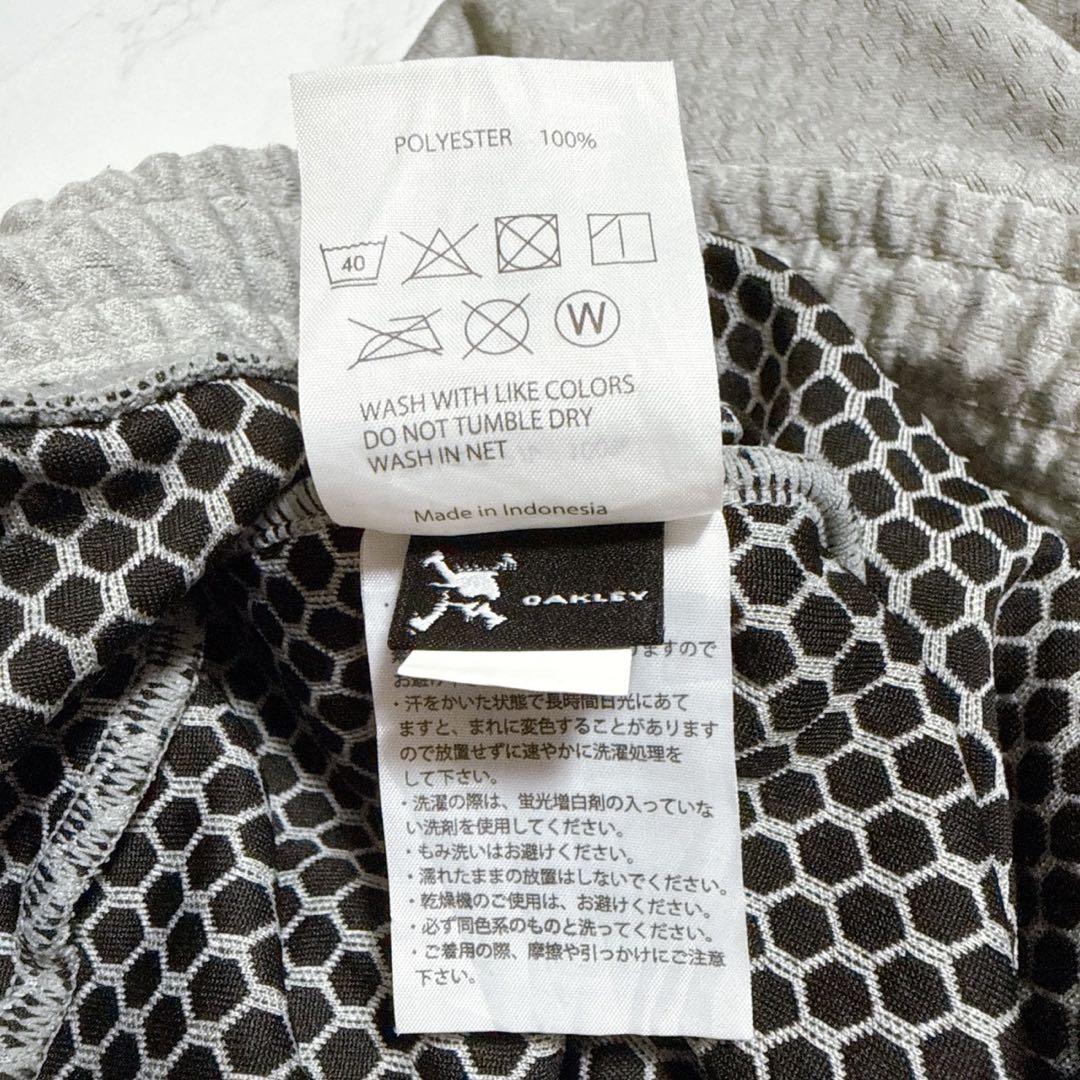 POLYESTER 100%
40
W
WASH WITH LIKE COLORS
DO NOT TUMBLE DRY
WASH IN NET
Made in Indonesia
OAKLEY
ますので
・汗をかいた状態で長時間日光にあて
ますと、まれに変色することがあります
ので放置せずに速やかに洗濯処理を
して下さい。
・洗濯の際は、蛍光増白剤の入っていな
い洗剤を使用してください。
・もみ洗いはお避けください。
・濡れたままの放置はしないでください。
・乾燥機のご使用は、お避けください。
・必ず同色系のものと洗ってください。
・ご着用の際、摩擦や引っかけにご注意
下さい。